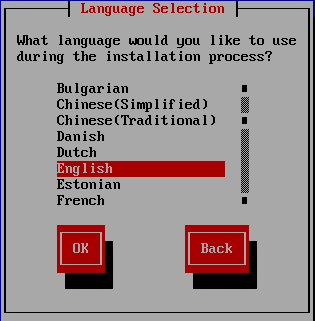 Language Selection
What language would you like to use
during the installation process?
Bulgarian
Chinese(Simplified)
Chinese(Traditional)
Danish
Dutch
English
Estonian
French
OK
Back